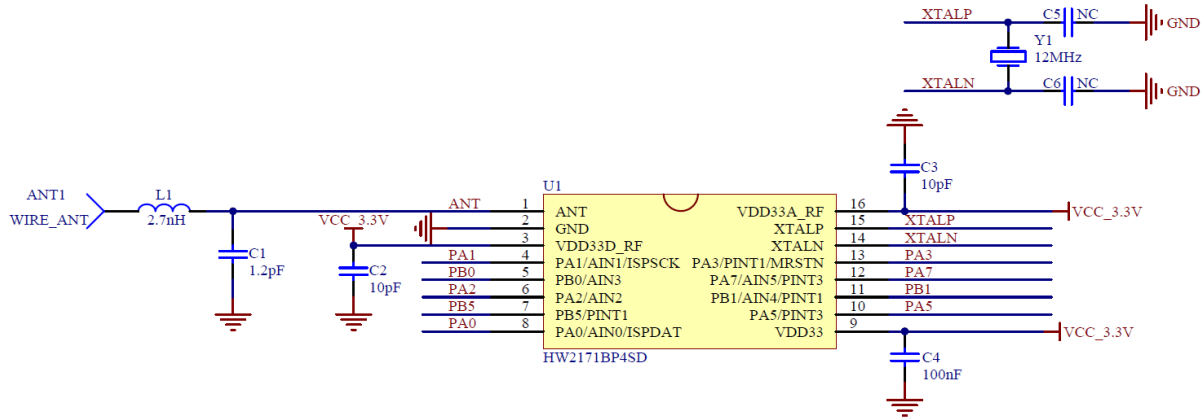 XTALP
C5 NC
GND
Y1
12MHz
XTALN
C6 NC
GND
C3
10pF
ANT1
WIRE_ANT
L1
2.7nH
C1
1.2pF
VCC_3.3V
C2
10pF
U1
ANT 1 ANT VDD33A_RF 16 VCC_3.3V
2 GND XTALP 15 XTALP
3 VDD33D_RF XTALN 14 XTALN
PA1 4 PA1/AIN1/ISPSCK PA3/PINT1/MRSTN 13 PA3
PB0 5 PB0/AIN3 PA7/AIN5/PINT3 12 PA7
PA2 6 PA2/AIN2 PB1/AIN4/PINT1 11 PB1
PB5 7 PB5/PINT1 PA5/PINT3 10 PA5
PA0 8 PA0/AIN0/ISPDAT VDD33 9 VCC_3.3V
HW2171BP4SD
C4
100nF